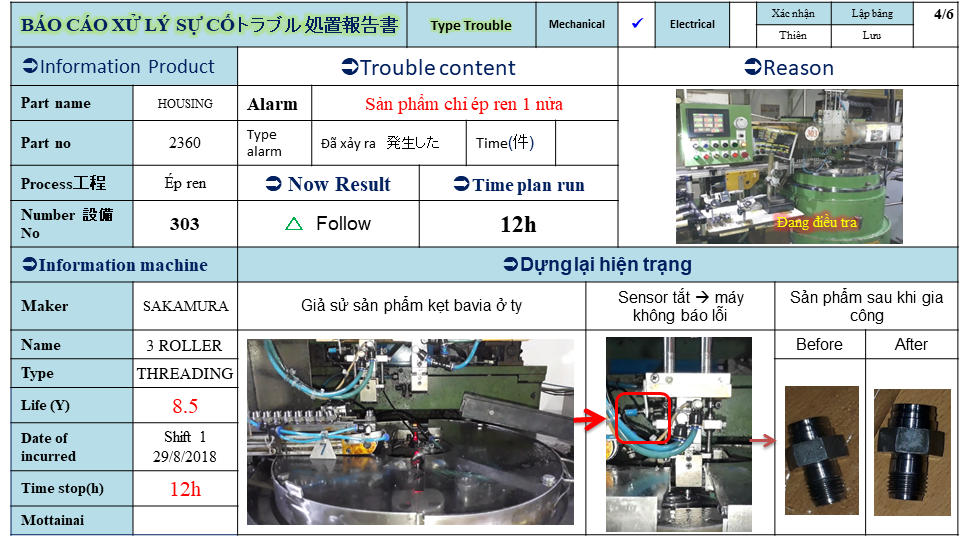 BÁO CÁO XỬ LÝ SỰ CỐトラブル処置報告書
Type Trouble
Mechanical
✓
Electrical
Xác nhận
Lập bảng
4/6
Thiên
Lưu
➲Information Product
➲Trouble content
➲Reason
Part name
HOUSING
Alarm
Sản phẩm chỉ ép ren 1 nửa
Part no
2360
Type
alarm
Đã xảy ra 発生した
Time(件)
Process工程
Ép ren
➲ Now Result
➲Time plan run
Number 設備
No
303
△ Follow
12h
303
Đang điều tra
➲Information machine
➲Dựng lại hiện trạng
Maker
SAKAMURA
Giả sử sản phẩm kẹt bavia ở ty
Sensor tắt → máy
không báo lỗi
Sản phẩm sau khi gia
công
Name
3 ROLLER
Before
After
Type
THREADING
Life (Y)
8.5
Date of
incurred
Shift 1
29/8/2018
7
Time stop(h)
12h
Mottainai